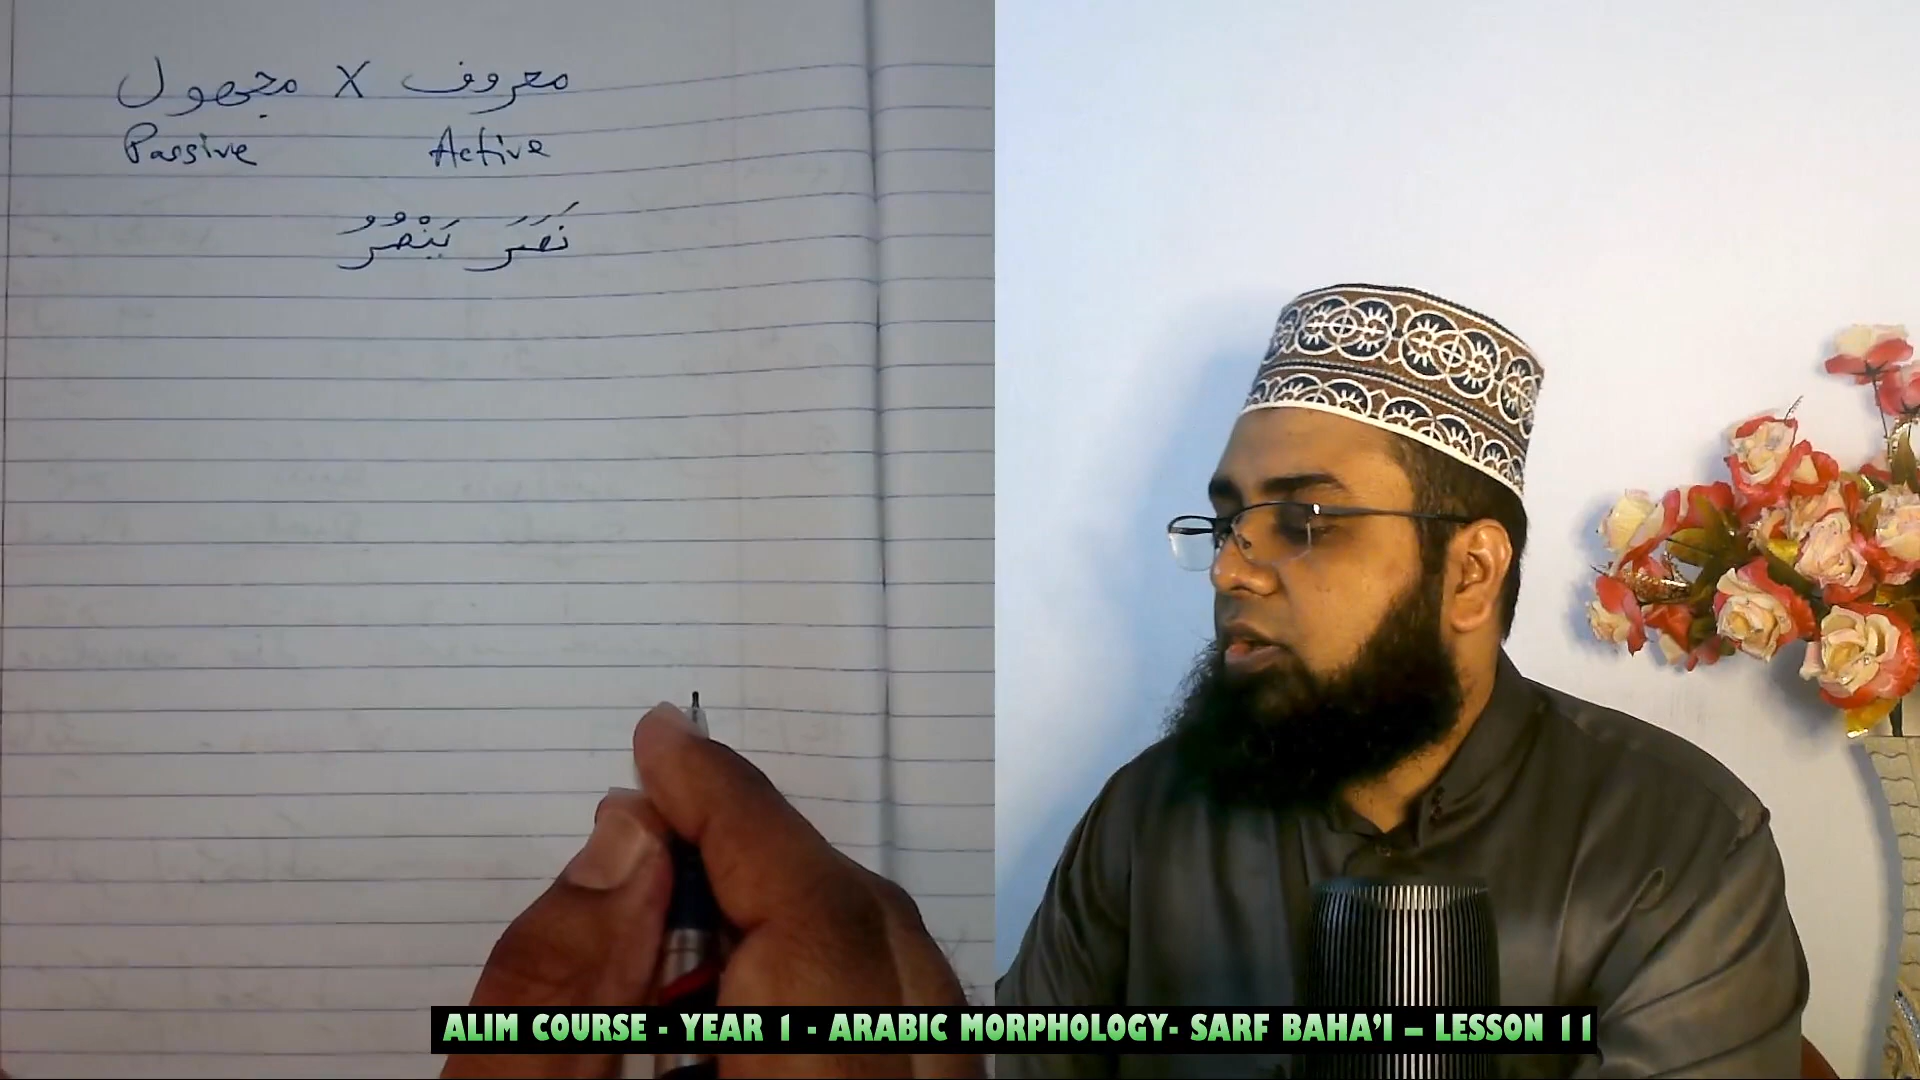 معروف X مجهول
Active Passive
نَصَرَ يَنْصُرُ
ALIM COURSE - YEAR 1 - ARABIC MORPHOLOGY- SARF BAHA’I – LESSON 11